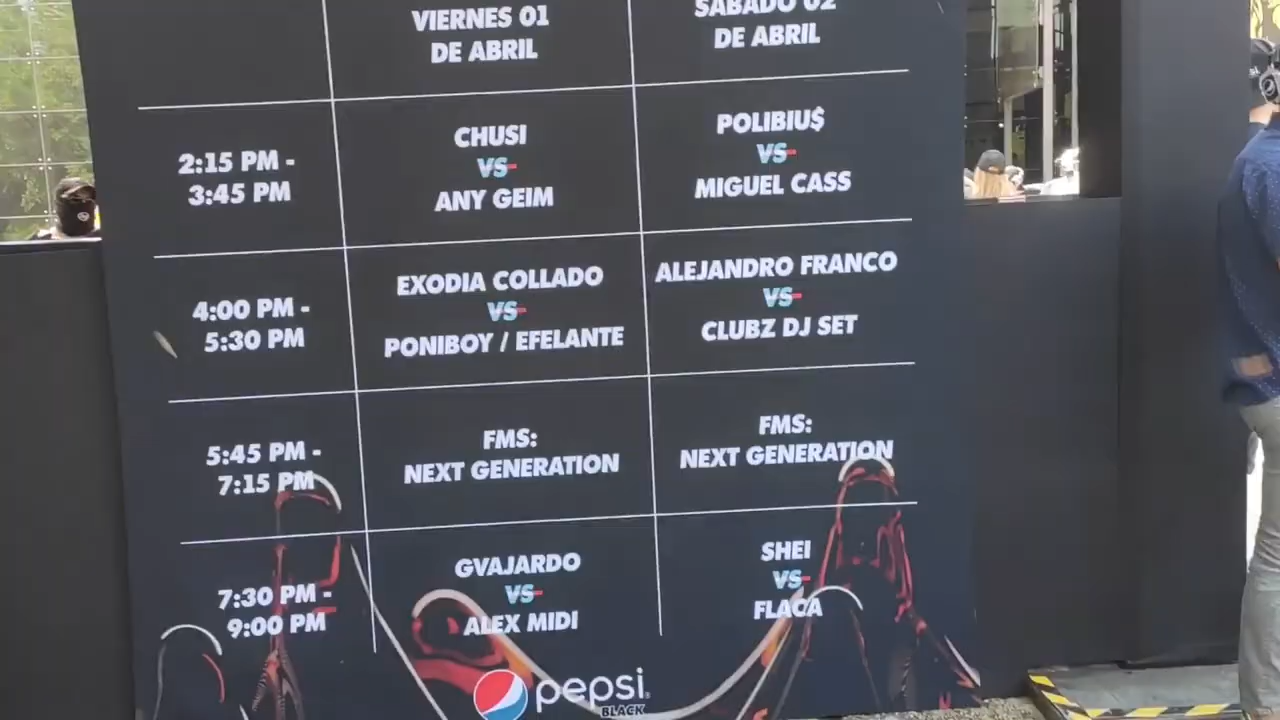 VIERNES 01
DE ABRIL
SÁBADO 02
DE ABRIL
2:15 PM -
3:45 PM
CHUSI
VS
ANY GEIM
POLIBIU$
VS
MIGUEL CASS
4:00 PM -
5:30 PM
EXODIA COLLADO
VS
PONIBOY / EFELANTE
ALEJANDRO FRANCO
VS
CLUBZ DJ SET
5:45 PM -
7:15 PM
FMS:
NEXT GENERATION
FMS:
NEXT GENERATION
7:30 PM -
9:00 PM
GVAJARDO
VS
ALEX MIDI
SHEI
VS
FLACA
pepsi
BLACK